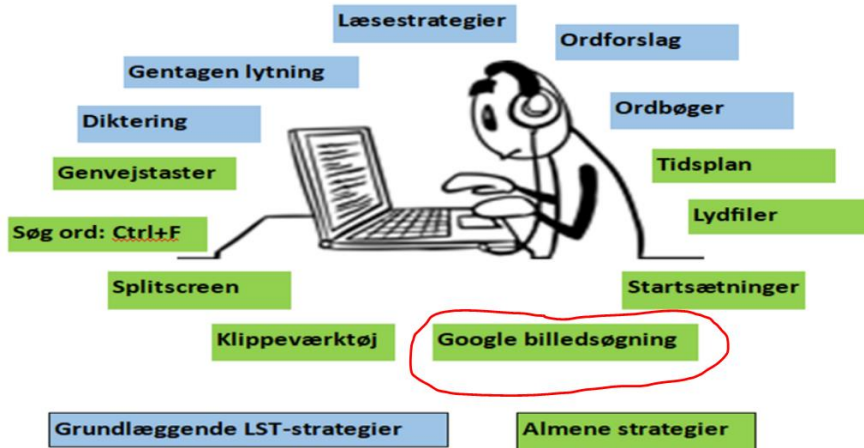 Læsestrategier
Ordforslag
Gentagen lytning
Ordbøger
Diktering
Genvejstaster
Tidsplan
Lydfiler
Søg ord: Ctrl+F
Splitscreen
Startsætninger
Klippeværktøj
Google billedsøgning
Grundlæggende LST-strategier
Almene strategier